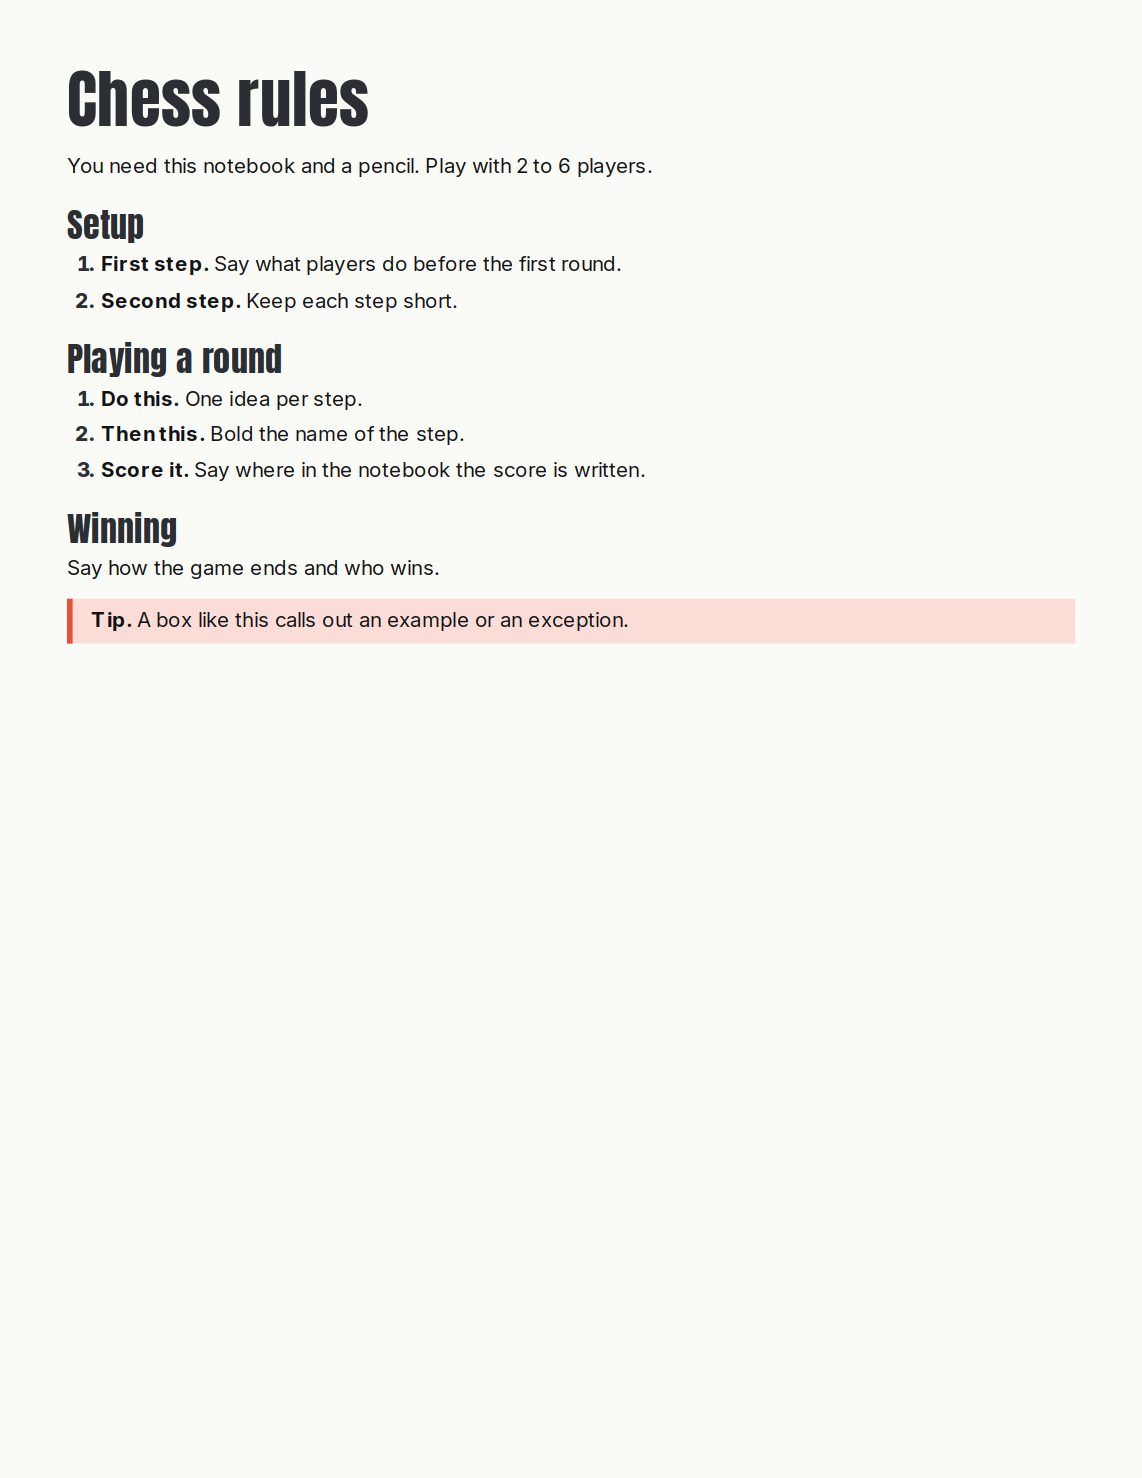 Chess rules
You need this notebook and a pencil. Play with 2 to 6 players.
Setup
1. First step. Say what players do before the first round.
2. Second step. Keep each step short.
Playing a round
1. Do this. One idea per step.
2. Then this. Bold the name of the step.
3. Score it. Say where in the notebook the score is written.
Winning
Say how the game ends and who wins.
Tip. A box like this calls out an example or an exception.